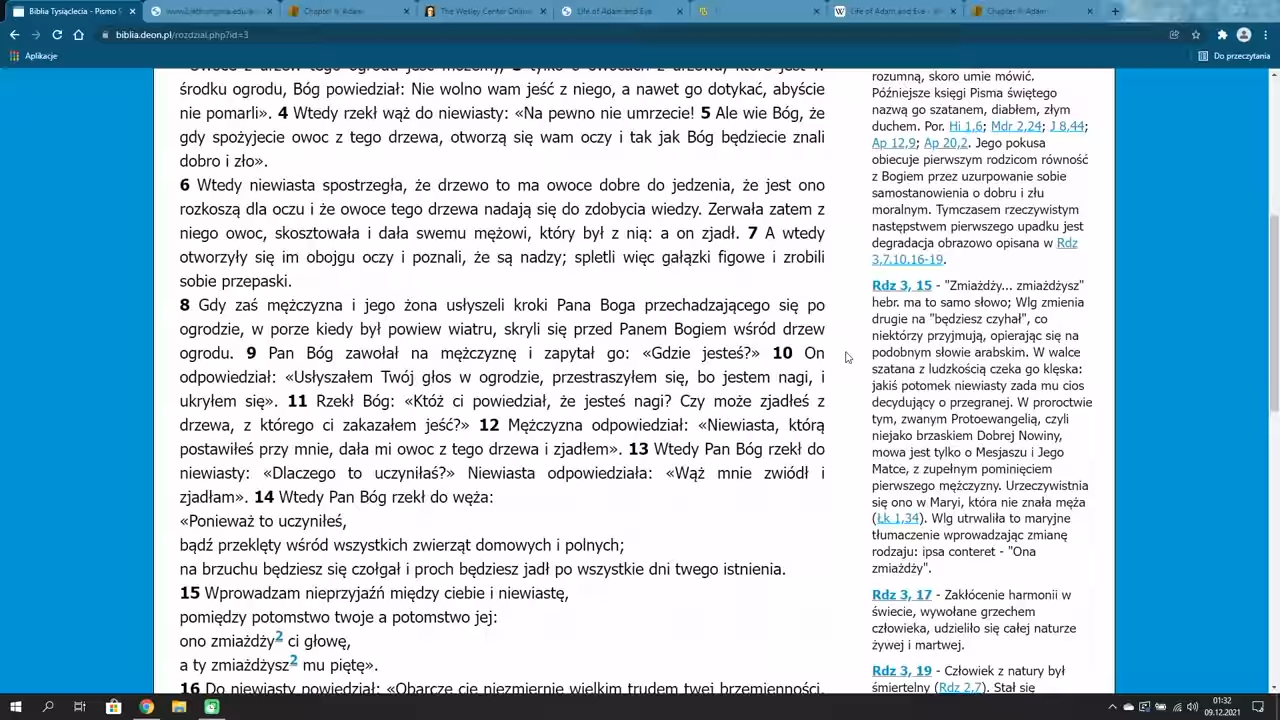 Biblia Tysiąclecia - Pismo Ś
Chapter 9: Adam
The Wesley Center Online:
Life of Adam and Eve
Life of Adam and Eve - W
Chapter 9: Adam
biblia.deon.pl/rozdzial.php?id=3
Aplikacje
Do przeczytania
środku ogrodu, Bóg powiedział: Nie wolno wam jeść z niego, a nawet go dotykać, abyście
nie pomarli». 4 Wtedy rzekł wąż do niewiasty: «Na pewno nie umrzecie! 5 Ale wie Bóg, że
gdy spożyjecie owoc z tego drzewa, otworzą się wam oczy i tak jak Bóg będziecie znali
dobro i zło».
6 Wtedy niewiasta spostrzegła, że drzewo to ma owoce dobre do jedzenia, że jest ono
rozkoszą dla oczu i że owoce tego drzewa nadają się do zdobycia wiedzy. Zerwała zatem z
niego owoc, skosztowała i dała swemu mężowi, który był z nią: a on zjadł. 7 A wtedy
otworzyły się im obojgu oczy i poznali, że są nadzy; spletli więc gałązki figowe i zrobili
sobie przepaski.
8 Gdy zaś mężczyzna i jego żona usłyszeli kroki Pana Boga przechadzającego się po
ogrodzie, w porze kiedy był powiew wiatru, skryli się przed Panem Bogiem wśród drzew
ogrodu. 9 Pan Bóg zawołał na mężczyznę i zapytał go: «Gdzie jesteś?» 10 On
odpowiedział: «Usłyszałem Twój głos w ogrodzie, przestraszyłem się, bo jestem nagi, i
ukryłem się». 11 Rzekł Bóg: «Któż ci powiedział, że jesteś nagi? Czy może zjadłeś z
drzewa, z którego ci zakazałem jeść?» 12 Mężczyzna odpowiedział: «Niewiasta, którą
postawiłeś przy mnie, dała mi owoc z tego drzewa i zjadłem». 13 Wtedy Pan Bóg rzekł do
niewiasty: «Dlaczego to uczyniłaś?» Niewiasta odpowiedziała: «Wąż mnie zwiódł i
zjadłam». 14 Wtedy Pan Bóg rzekł do węża:
«Ponieważ to uczyniłeś,
bądź przeklęty wśród wszystkich zwierząt domowych i polnych;
na brzuchu będziesz się czołgał i proch będziesz jadł po wszystkie dni twego istnienia.
15 Wprowadzam nieprzyjaźń między ciebie i niewiastę,
pomiędzy potomstwo twoje a potomstwo jej:
ono zmiażdży2 ci głowę,
a ty zmiażdżysz2 mu piętę».
16 Do niewiasty powiedział: «Obarczę cię niezmiernie wielkim trudem twej brzemienności,
rozumną, skoro umie mówić.
Późniejsze księgi Pisma świętego
nazwą go szatanem, diabłem, złym
duchem. Por. Hi 1,6; Mdr 2,24; J 8,44;
Ap 12,9; Ap 20,2. Jego pokusa
obiecuje pierwszym rodzicom równość
z Bogiem przez uzurpowanie sobie
samostanowienia o dobru i złu
moralnym. Tymczasem rzeczywistym
następstwem pierwszego upadku jest
degradacja obrazowo opisana w Rdz
3,7.10.16-19.
Rdz 3, 15 - "Zmiażdży... zmiażdżysz"
hebr. ma to samo słowo; Wlg zmienia
drugie na "będziesz czyhał", co
niektórzy przyjmują, opierając się na
podobnym słowie arabskim. W walce
szatana z ludzkością czeka go klęska:
jakiś potomek niewiasty zada mu cios
decydujący o przegranej. W proroctwie
tym, zwanym Protoewangelią, czyli
niejako brzaskiem Dobrej Nowiny,
mowa jest tylko o Mesjaszu i Jego
Matce, z zupełnym pominięciem
pierwszego mężczyzny. Urzeczywistnia
się ono w Maryi, która nie znała męża
(Łk 1,34). Wlg utrwaliła to maryjne
tłumaczenie wprowadzając zmianę
rodzaju: ipsa conteret - "Ona
zmiażdży".
Rdz 3, 17 - Zakłócenie harmonii w
świecie, wywołane grzechem
człowieka, udzieliło się całej naturze
żywej i martwej.
Rdz 3, 19 - Człowiek z natury był
śmiertelny (Rdz 2,7). Stał się
01:32
09.12.2021